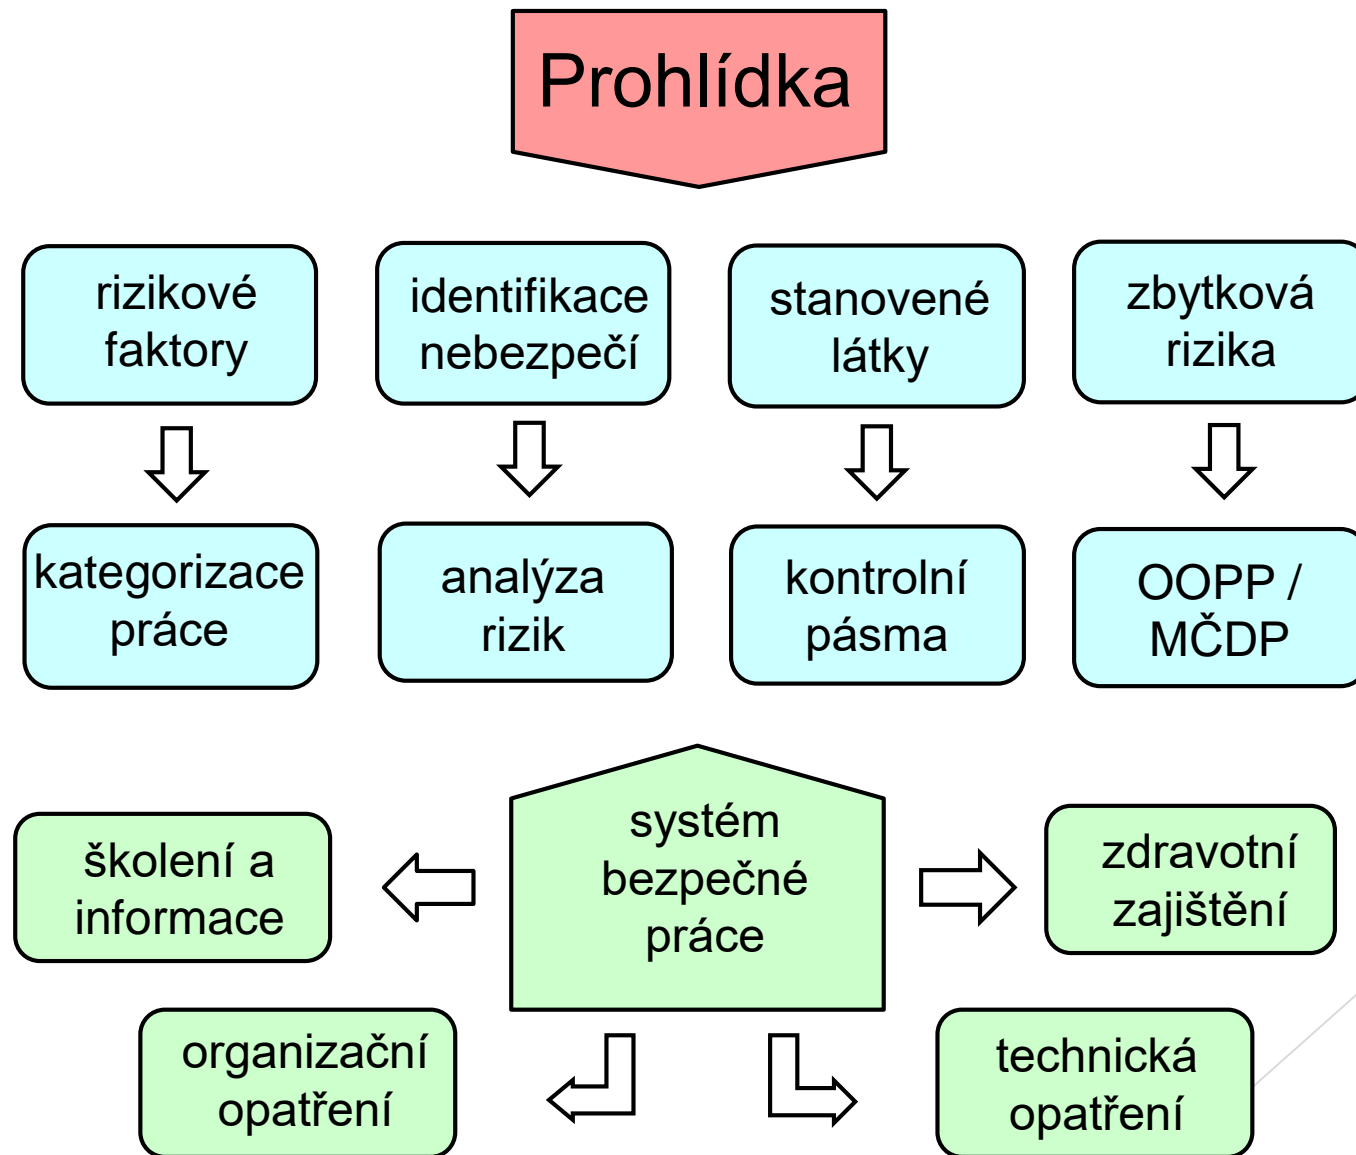 Prohlídka
rizikové
faktory
identifikace
nebezpečí
stanovené
látky
zbytková
rizika
kategorizace
práce
analýza
rizik
kontrolní
pásma
OOPP /
MČDP
systém
bezpečné
práce
školení a
informace
zdravotní
zajištění
organizační
opatření
technická
opatření